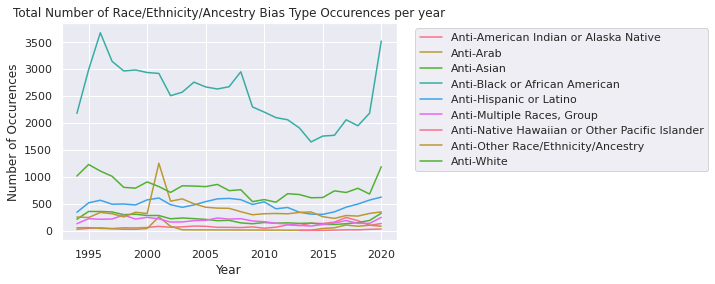 Total Number of Race/Ethnicity/Ancestry Bias Type Occurences per year
Number of Occurences
3500
3000
2500
2000
1500
1000
500
0
1995
2000
2005
2010
2015
2020
Year
Anti-American Indian or Alaska Native
Anti-Arab
Anti-Asian
Anti-Black or African American
Anti-Hispanic or Latino
Anti-Multiple Races, Group
Anti-Native Hawaiian or Other Pacific Islander
Anti-Other Race/Ethnicity/Ancestry
Anti-White